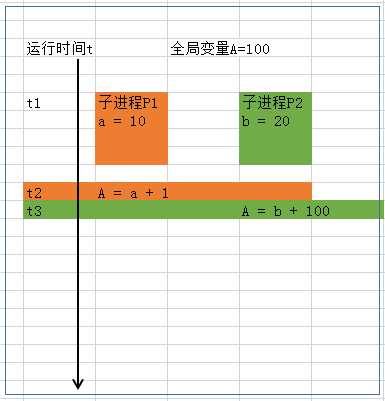 运行时间t 全局变量A=100
t1 子进程P1 子进程P2
a = 10 b = 20
t2 A = a + 1
t3 A = b + 100